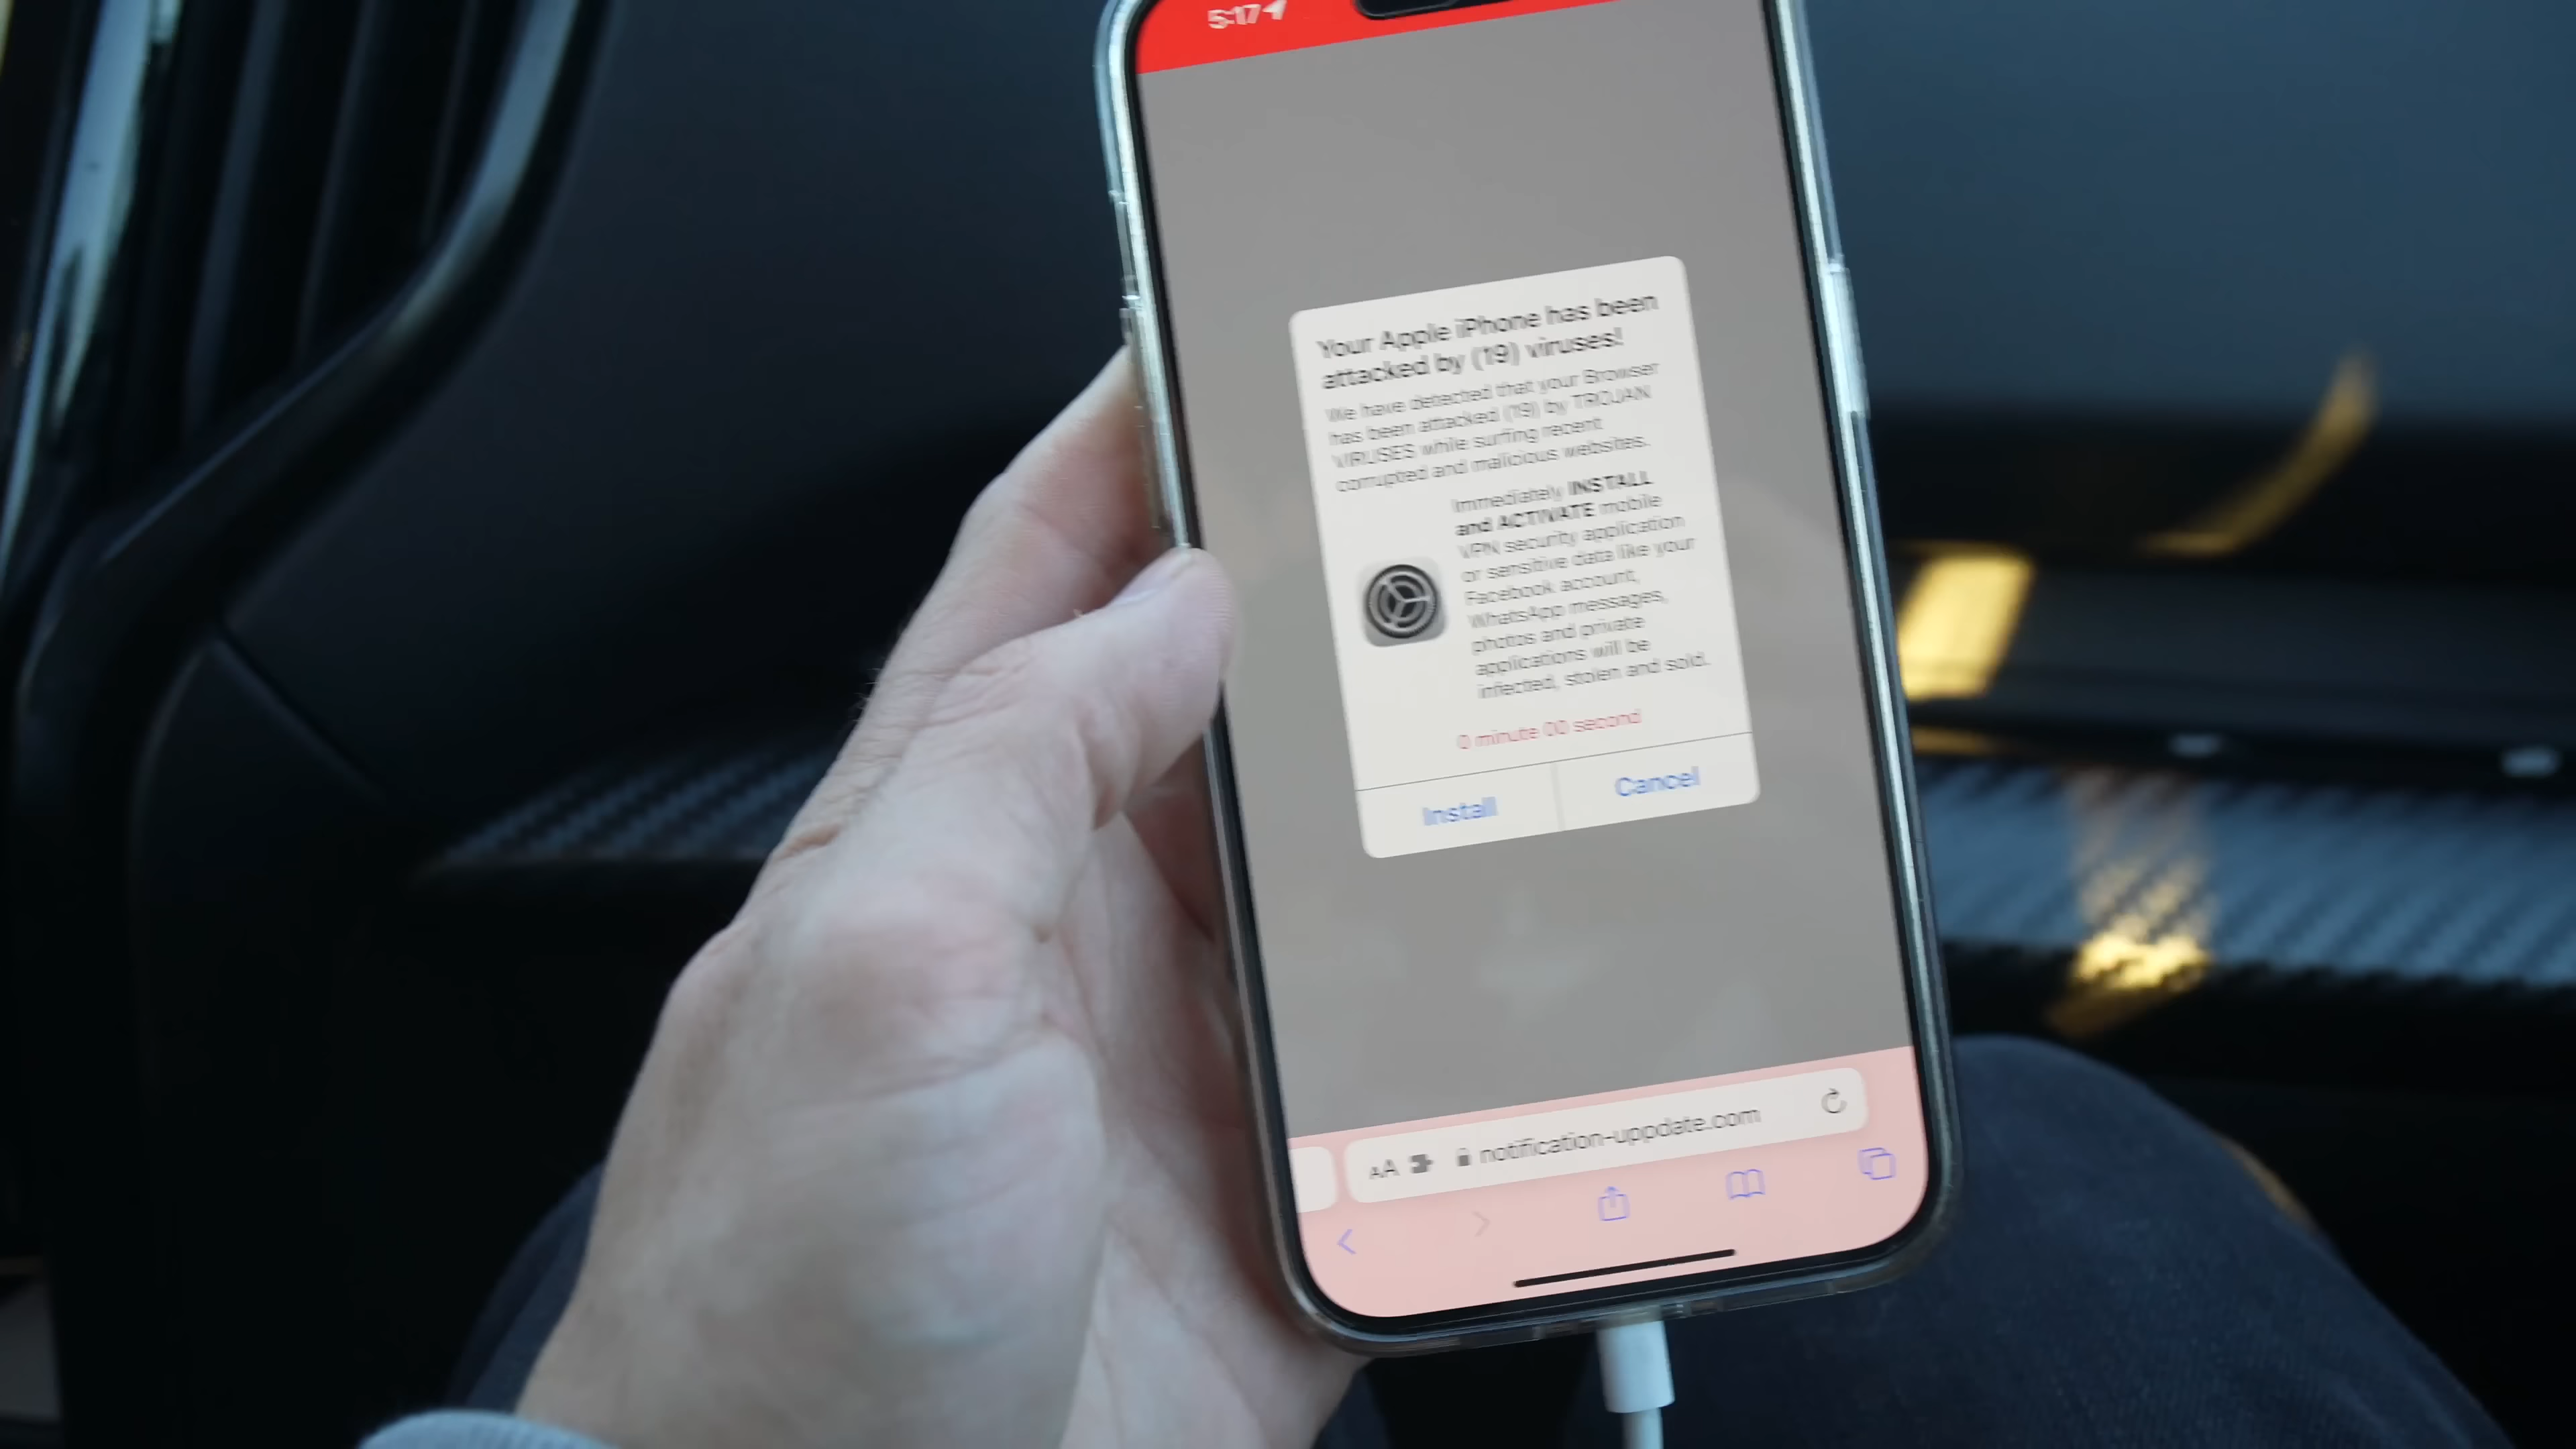 5:17
Your Apple iPhone has been
attacked by (19) viruses!
We have detected that your Browser
has been attacked (19) by TROJAN
VIRUSES while surfing recent
corrupted and malicious websites.
Immediately INSTALL
and ACTIVATE mobile
VPN security application
or sensitive data like your
Facebook account,
WhatsApp messages,
photos and private
applications will be
infected, stolen and sold.
0 minute 00 second
Install Cancel
AA notification-uppdate.com